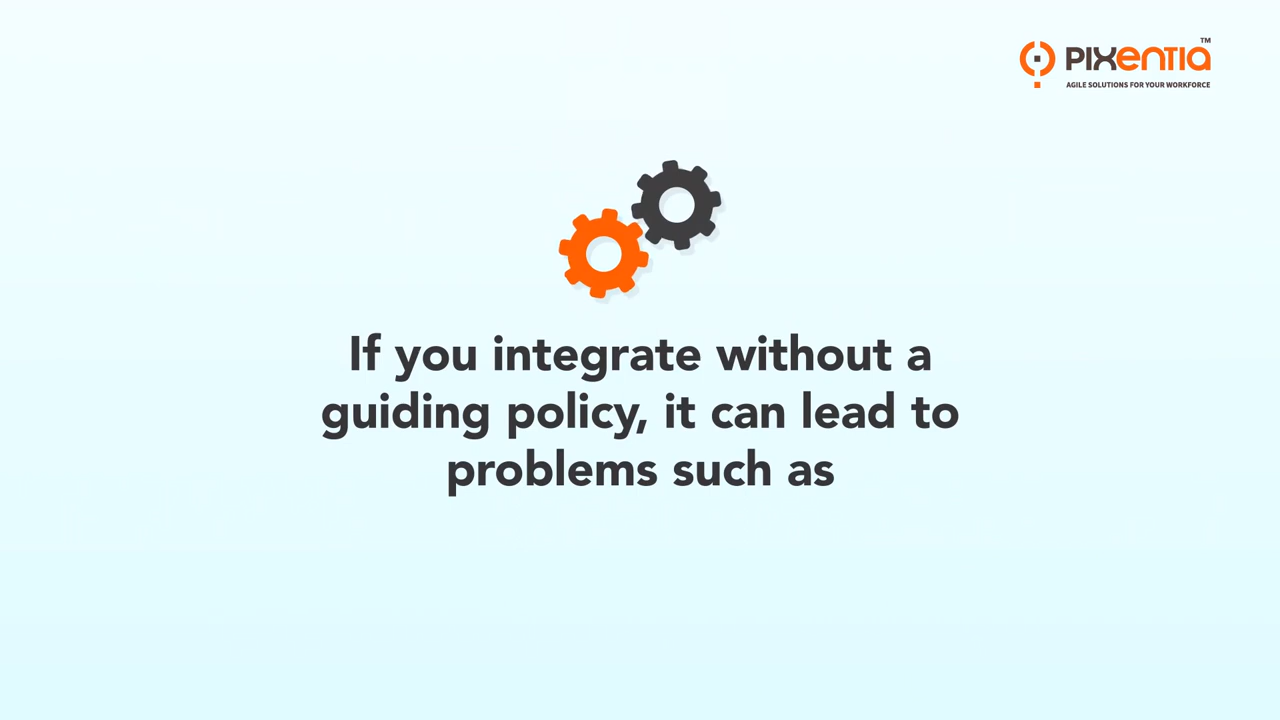 PIXENTIA™
AGILE SOLUTIONS FOR YOUR WORKFORCE
If you integrate without a
guiding policy, it can lead to
problems such as